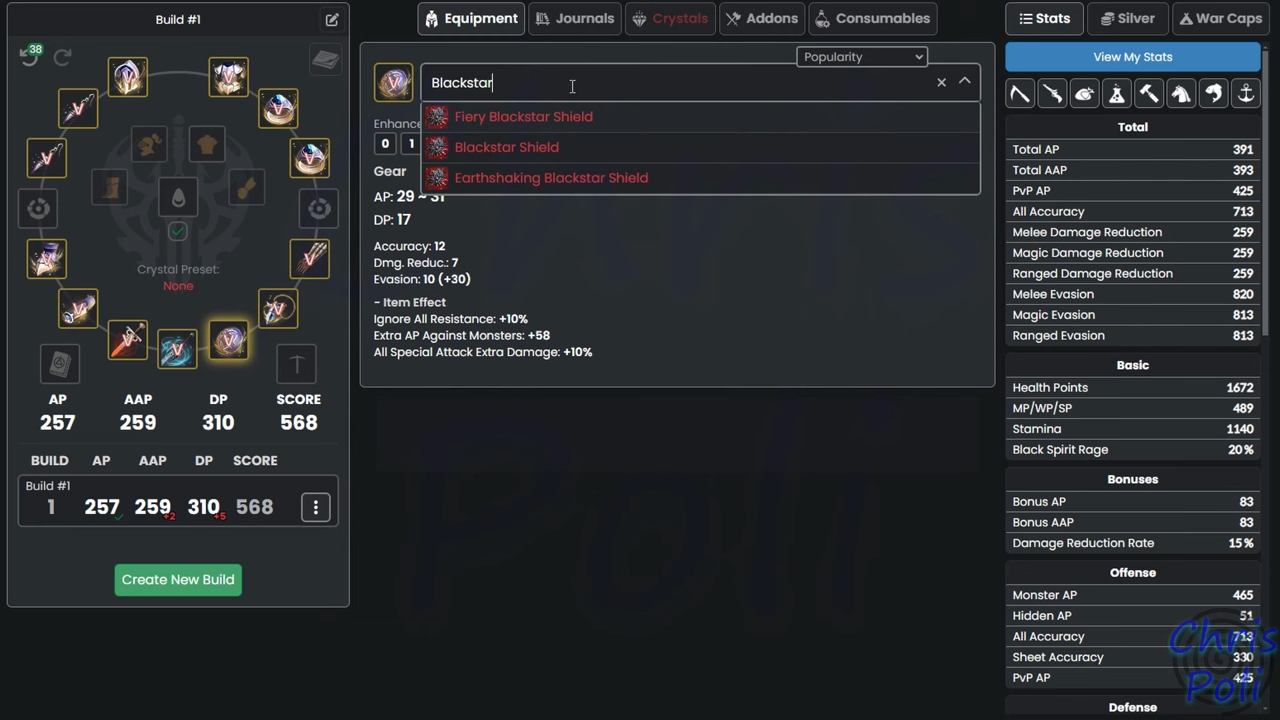 Build #1
38
Crystal Preset:
None
AP
AAP
DP
SCORE
257
259
310
568
BUILD
AP
AAP
DP
SCORE
Build #1
1
257
259
+2
310
+5
568
Create New Build
Equipment
Journals
Crystals
Addons
Consumables
Popularity
Blackstar
Fiery Blackstar Shield
Blackstar Shield
Earthshaking Blackstar Shield
Enhance
0
1
Gear
AP: 29 ~ 31
DP: 17
Accuracy: 12
Dmg. Reduc.: 7
Evasion: 10 (+30)
- Item Effect
Ignore All Resistance: +10%
Extra AP Against Monsters: +58
All Special Attack Extra Damage: +10%
Stats
Silver
War Caps
View My Stats
Total
Total AP 391
Total AAP 393
PvP AP 425
All Accuracy 713
Melee Damage Reduction 259
Magic Damage Reduction 259
Ranged Damage Reduction 259
Melee Evasion 820
Magic Evasion 813
Ranged Evasion 813
Basic
Health Points 1672
MP/WP/SP 489
Stamina 1140
Black Spirit Rage 20%
Bonuses
Bonus AP 83
Bonus AAP 83
Damage Reduction Rate 15%
Offense
Monster AP 465
Hidden AP 51
All Accuracy 713
Sheet Accuracy 330
PvP AP 425
Defense
Chris
Poli